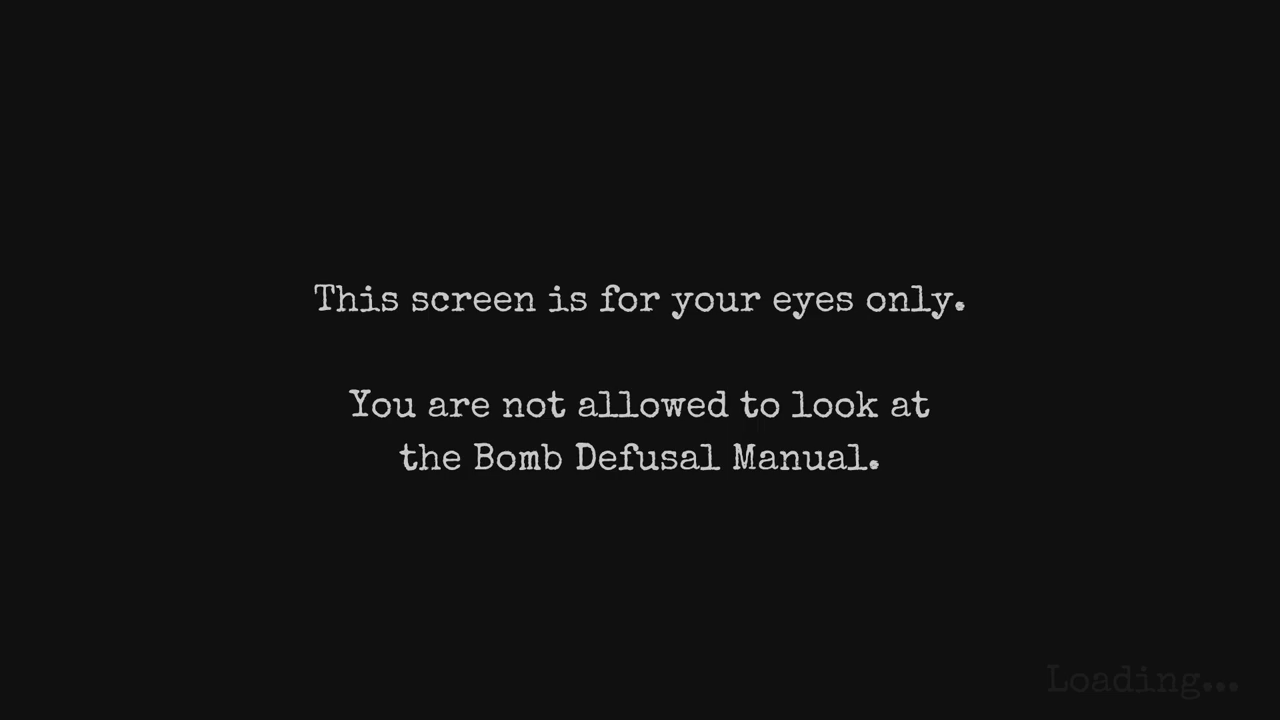 This screen is for your eyes only.
You are not allowed to look at
the Bomb Defusal Manual.
Loading...